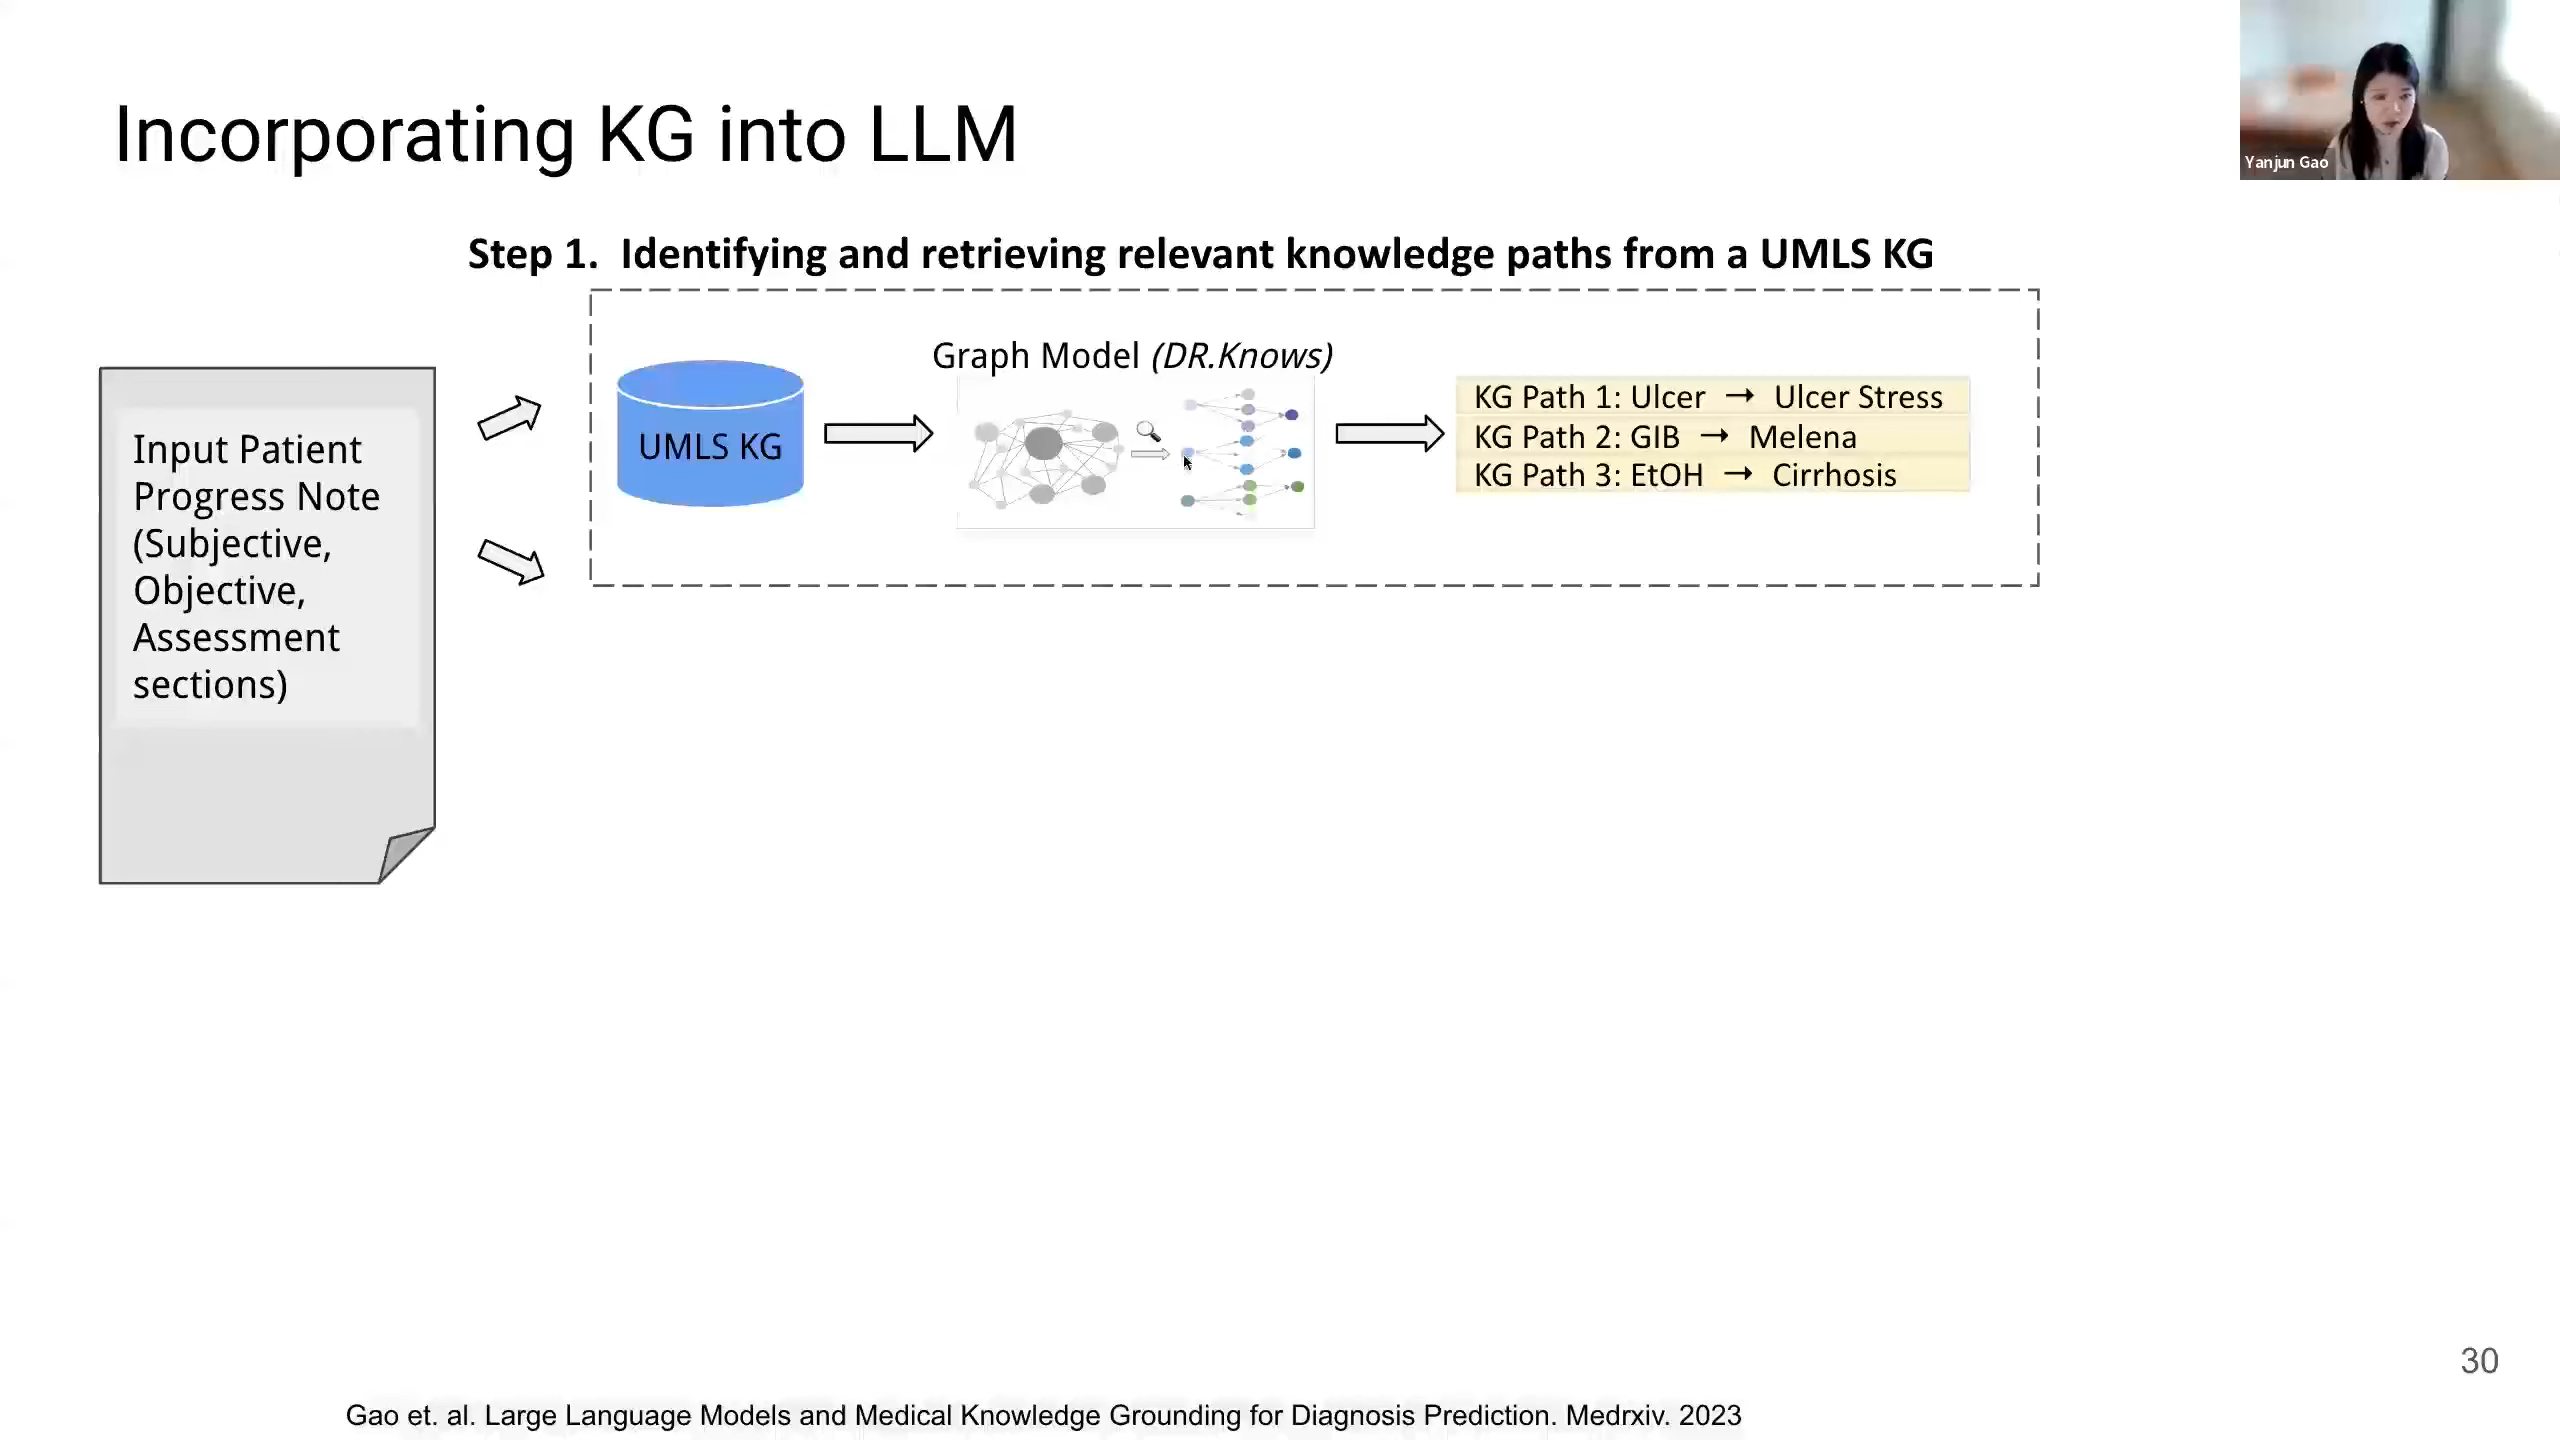 Incorporating KG into LLM
Yanjun Gao
Step 1. Identifying and retrieving relevant knowledge paths from a UMLS KG
Input Patient
Progress Note
(Subjective,
Objective,
Assessment
sections)
UMLS KG
Graph Model (DR.Knows)
KG Path 1: Ulcer → Ulcer Stress
KG Path 2: GIB → Melena
KG Path 3: EtOH → Cirrhosis
30
Gao et. al. Large Language Models and Medical Knowledge Grounding for Diagnosis Prediction. Medrxiv. 2023